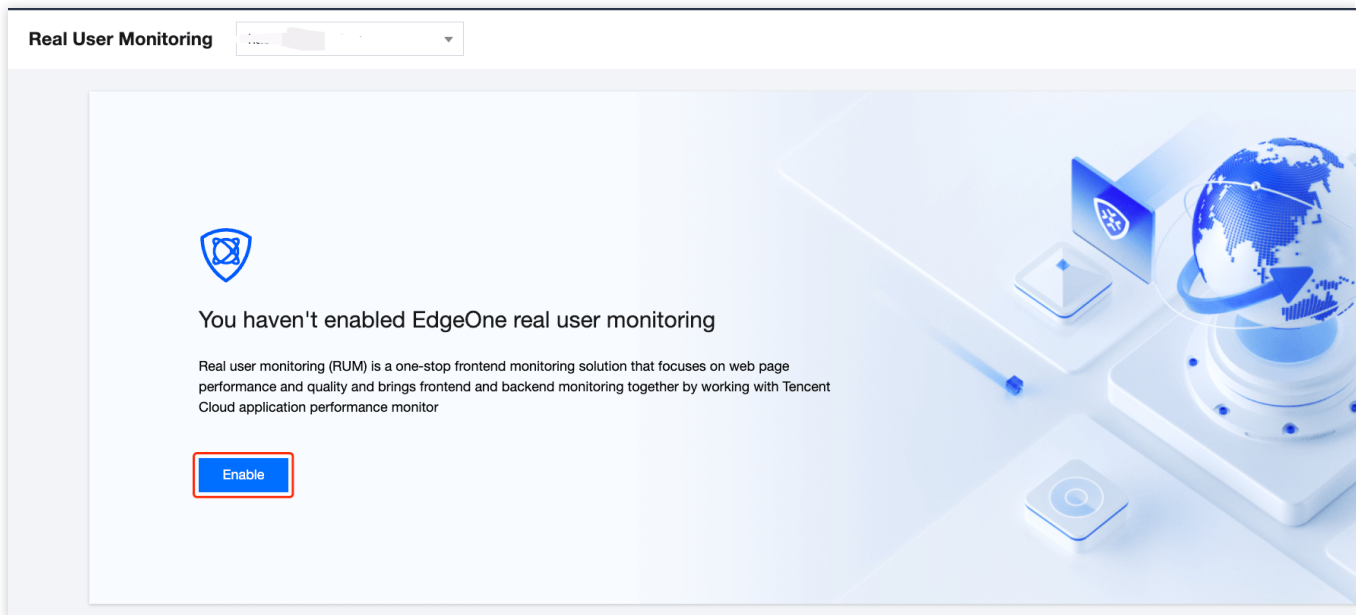 Real User Monitoring
You haven't enabled EdgeOne real user monitoring
Real user monitoring (RUM) is a one-stop frontend monitoring solution that focuses on web page
performance and quality and brings frontend and backend monitoring together by working with Tencent
Cloud application performance monitor
Enable